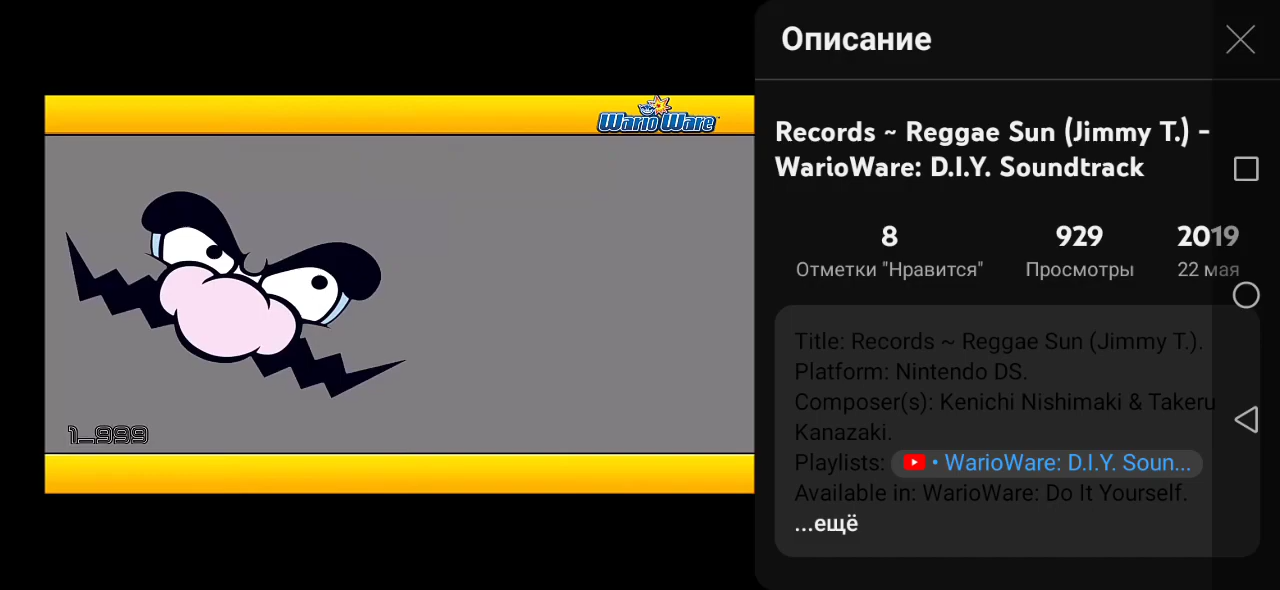 Описание
WarioWare
Records ~ Reggae Sun (Jimmy T.) -
WarioWare: D.I.Y. Soundtrack
8 929 2019
Отметки "Нравится" Просмотры 22 мая
Title: Records ~ Reggae Sun (Jimmy T.).
Platform: Nintendo DS.
Composer(s): Kenichi Nishimaki & Takeru
Kanazaki.
Playlists: • WarioWare: D.I.Y. Soun...
Available in: WarioWare: Do It Yourself.
...ещё
1_999